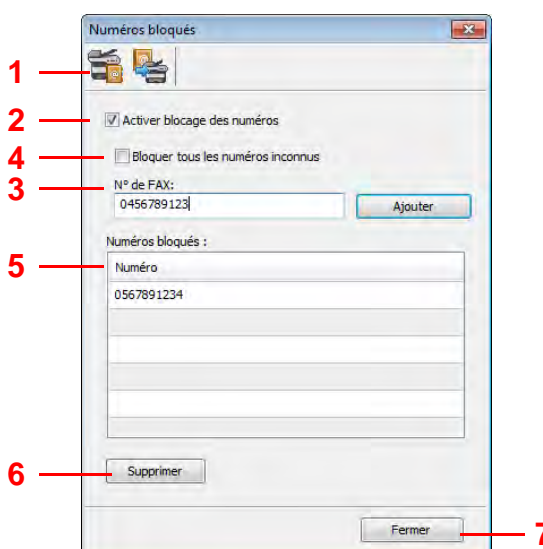 Numéros bloqués
1
2
Activer blocage des numéros
4
Bloquer tous les numéros inconnus
3
N° de FAX:
0456789123
Ajouter
Numéros bloqués :
5
Numéro
0567891234
6
Supprimer
Fermer
7